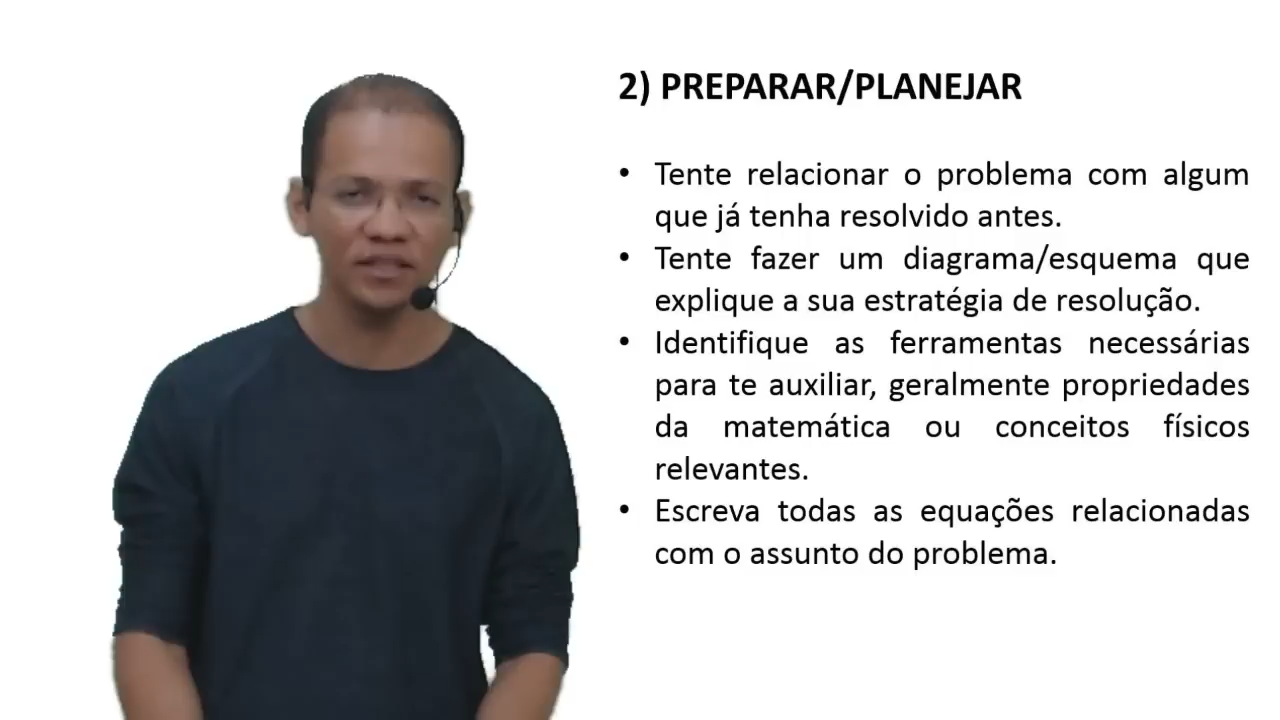 2) PREPARAR/PLANEJAR
• Tente relacionar o problema com algum
que já tenha resolvido antes.
• Tente fazer um diagrama/esquema que
explique a sua estratégia de resolução.
• Identifique as ferramentas necessárias
para te auxiliar, geralmente propriedades
da matemática ou conceitos físicos
relevantes.
• Escreva todas as equações relacionadas
com o assunto do problema.